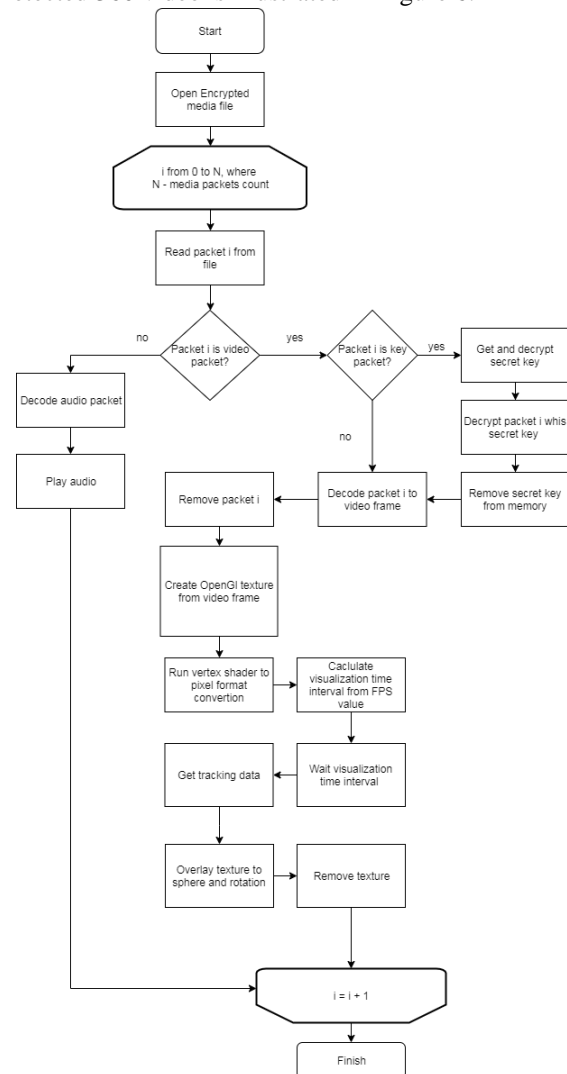 Start
Open Encrypted
media file
i from 0 to N, where
N - media packets count
Read packet i from
file
no
Packet i is video
packet?
yes
Packet i is key
packet?
yes
Get and decrypt
secret key
Decode audio packet
Decrypt packet i whis
secret key
no
Play audio
Remove packet i
Decode packet i to
video frame
Remove secret key
from memory
Create OpenGl texture
from video frame
Run vertex shader to
pixel format
convertion
Caclulate
visualization time
interval from FPS
value
Get tracking data
Wait visualization
time interval
Overlay texture to
sphere and rotation
Remove texture
i = i + 1
Finish